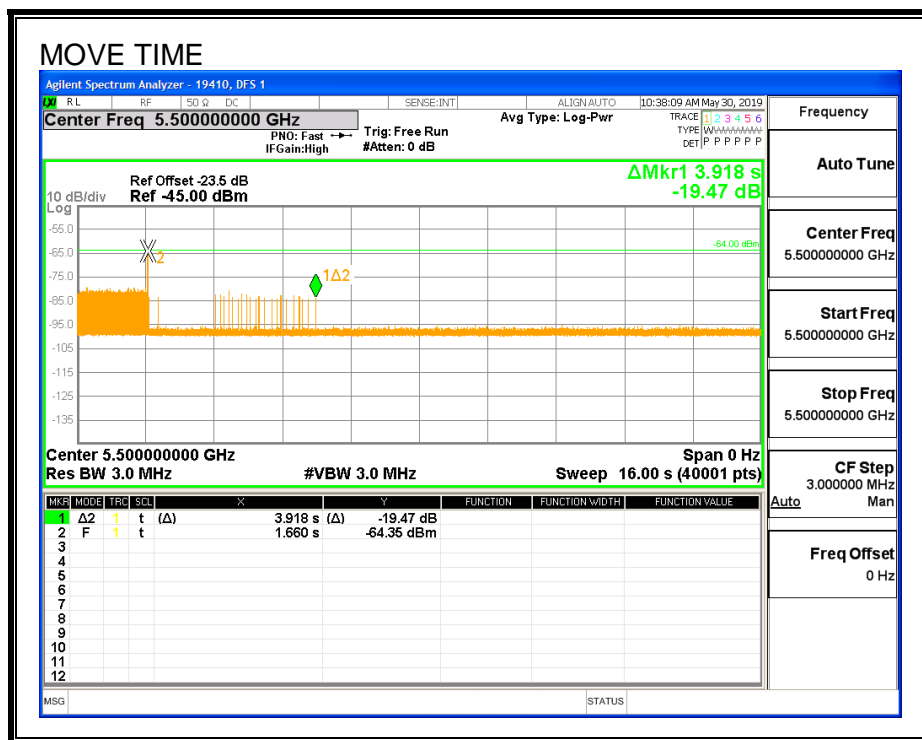 MOVE TIME
Agilent Spectrum Analyzer - 19410, DFS 1
LXI RL RF 50 Ω DC SENSE:INT ALIGN AUTO 10:38:09 AM May 30, 2019
Center Freq 5.500000000 GHz
PNO: Fast
IFGain:High
Trig: Free Run
#Atten: 0 dB
Avg Type: Log-Pwr
TRACE 1 2 3 4 5 6
TYPE
DET P P P P P P
ΔMkr1 3.918 s
-19.47 dB
Ref Offset -23.5 dB
10 dB/div Ref -45.00 dBm
Log
-55.0
-65.0
-75.0
-85.0
-95.0
-105
-115
-125
-135
-64.00 dBm
2
1Δ2
Center 5.500000000 GHz Span 0 Hz
Res BW 3.0 MHz #VBW 3.0 MHz Sweep 16.00 s (40001 pts)
MKR MODE TRC SCL X Y FUNCTION FUNCTION WIDTH FUNCTION VALUE
1 Δ2 1 t (Δ) 3.918 s (Δ) -19.47 dB
2 F 1 t 1.660 s -64.35 dBm
3
4
5
6
7
8
9
10
11
12
MSG STATUS
Frequency
Auto Tune
Center Freq
5.500000000 GHz
Start Freq
5.500000000 GHz
Stop Freq
5.500000000 GHz
CF Step
3.000000 MHz
Auto Man
Freq Offset
0 Hz